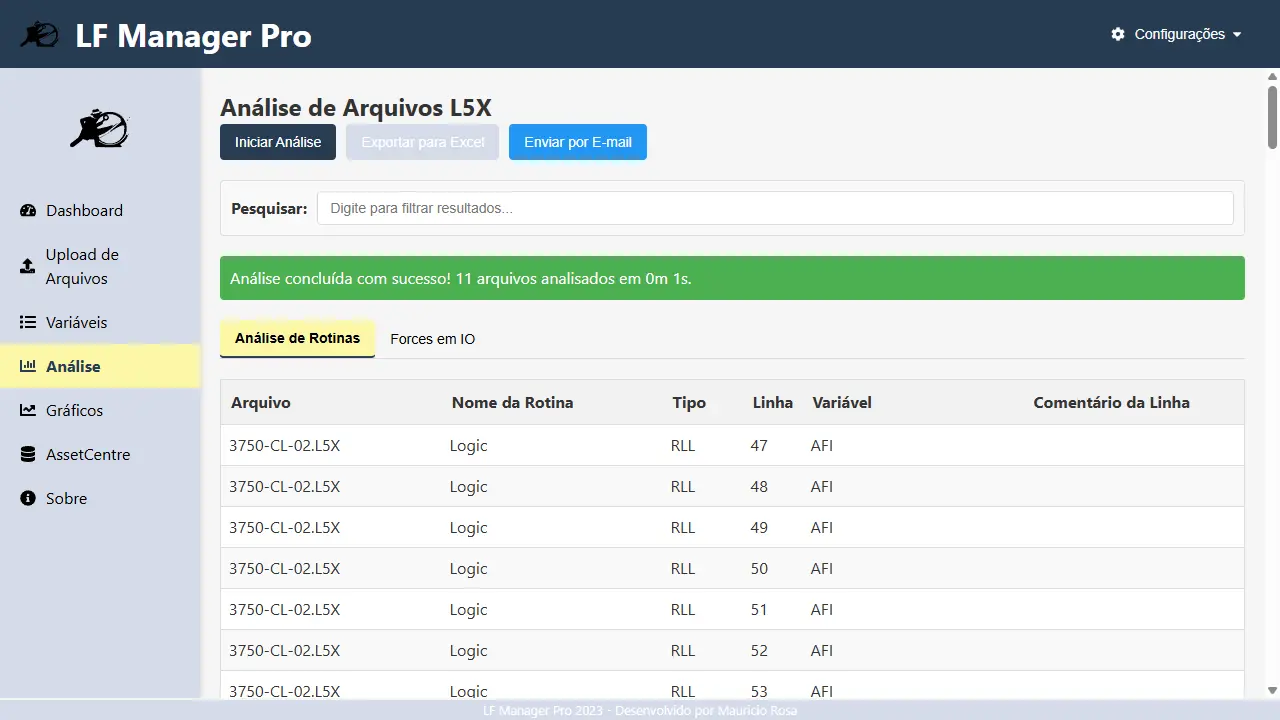 LF Manager Pro
Configurações
Dashboard
Upload de
Arquivos
Variáveis
Análise
Gráficos
AssetCentre
Sobre
Análise de Arquivos L5X
Iniciar Análise Exportar para Excel Enviar por E-mail
Pesquisar: Digite para filtrar resultados...
Análise concluída com sucesso! 11 arquivos analisados em 0m 1s.
Análise de Rotinas Forces em IO
Arquivo Nome da Rotina Tipo Linha Variável Comentário da Linha
3750-CL-02.L5X Logic RLL 47 AFI
3750-CL-02.L5X Logic RLL 48 AFI
3750-CL-02.L5X Logic RLL 49 AFI
3750-CL-02.L5X Logic RLL 50 AFI
3750-CL-02.L5X Logic RLL 51 AFI
3750-CL-02.L5X Logic RLL 52 AFI
3750-CL-02.L5X Logic RLL 53 AFI
LF Manager Pro 2023 - Desenvolvido por Mauricio Rosa